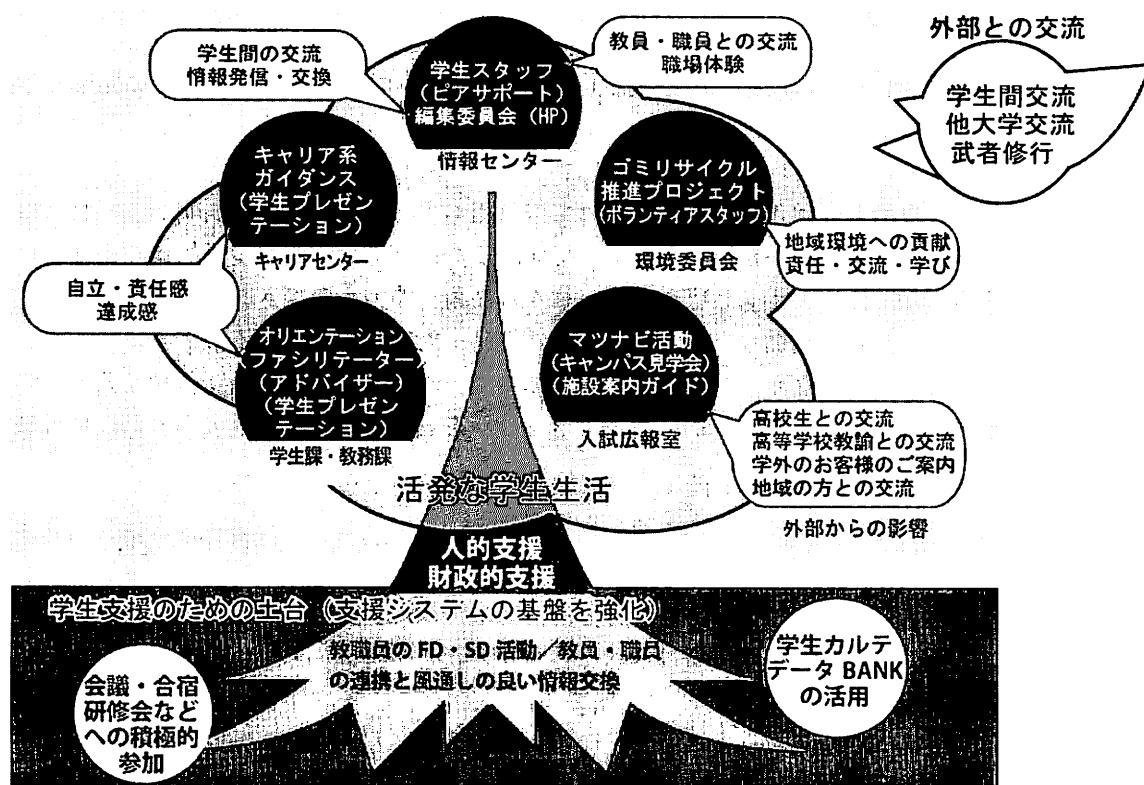 外部との交流
学生間交流
他大学交流
武者修行
学生間の交流
情報発信・交換
教員・職員との交流
職場体験
学生スタッフ
(ピアサポート)
編集委員会(HP)
情報センター
キャリア系
ガイダンス
(学生プレゼン
テーション)
キャリアセンター
ゴミリサイクル
推進プロジェクト
(ボランティアスタッフ)
環境委員会
地域環境への貢献
責任・交流・学び
自立・責任感
達成感
オリエンテーション
(ファシリテーター)
(アドバイザー)
(学生プレゼン
テーション)
学生課・教務課
マツナビ活動
(キャンパス見学会)
(施設案内ガイド)
入試広報室
高校生との交流
高等学校教諭との交流
学外のお客様のご案内
地域の方との交流
外部からの影響
活発な学生生活
人的支援
財政的支援
学生支援のための土台(支援システムの基盤を強化)
教職員のFD・SD活動／教員・職員
の連携と風通しの良い情報交換
会議・合宿
研修会など
への積極的
参加
学生カルテ
データBANK
の活用